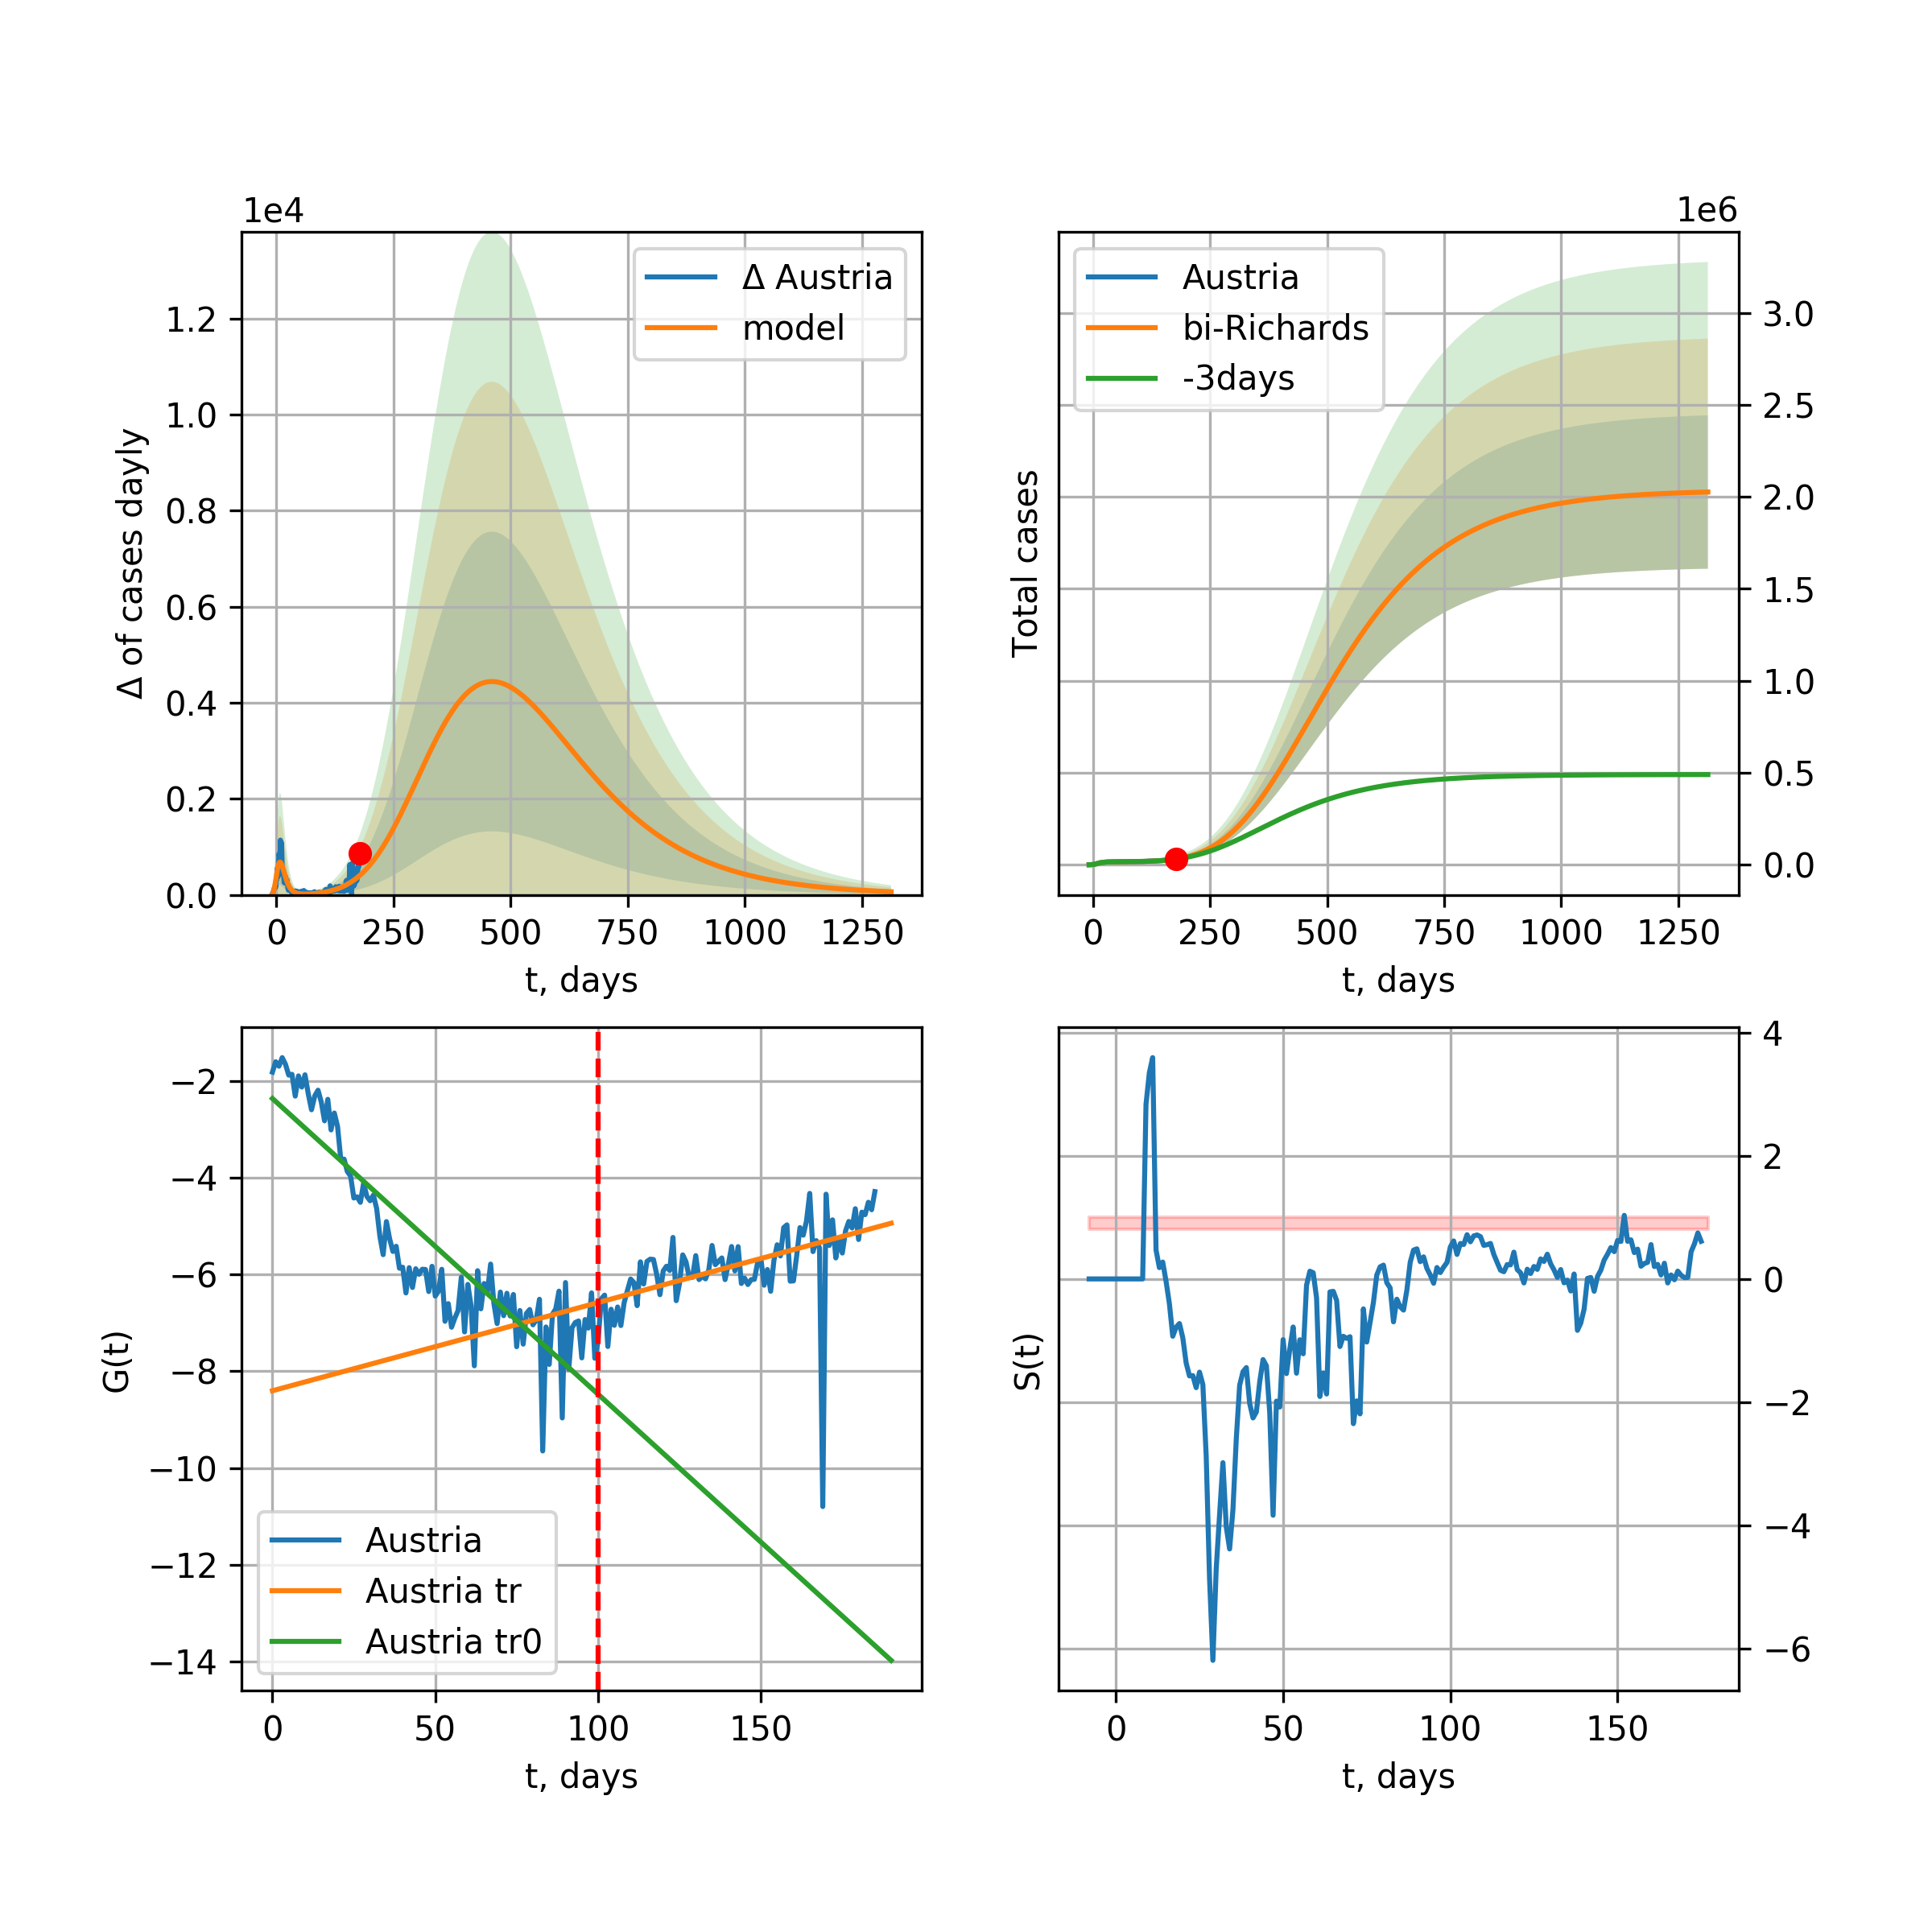 1e4
Δ of cases dayly
1.2
1.0
0.8
0.6
0.4
0.2
0.0
0 250 500 750 1000 1250
t, days
Δ Austria
model
1e6
Total cases
3.0
2.5
2.0
1.5
1.0
0.5
0.0
0 250 500 750 1000 1250
t, days
Austria
bi-Richards
-3days
G(t)
−2
−4
−6
−8
−10
−12
−14
0 50 100 150
t, days
Austria
Austria tr
Austria tr0
S(t)
4
2
0
−2
−4
−6
0 50 100 150
t, days